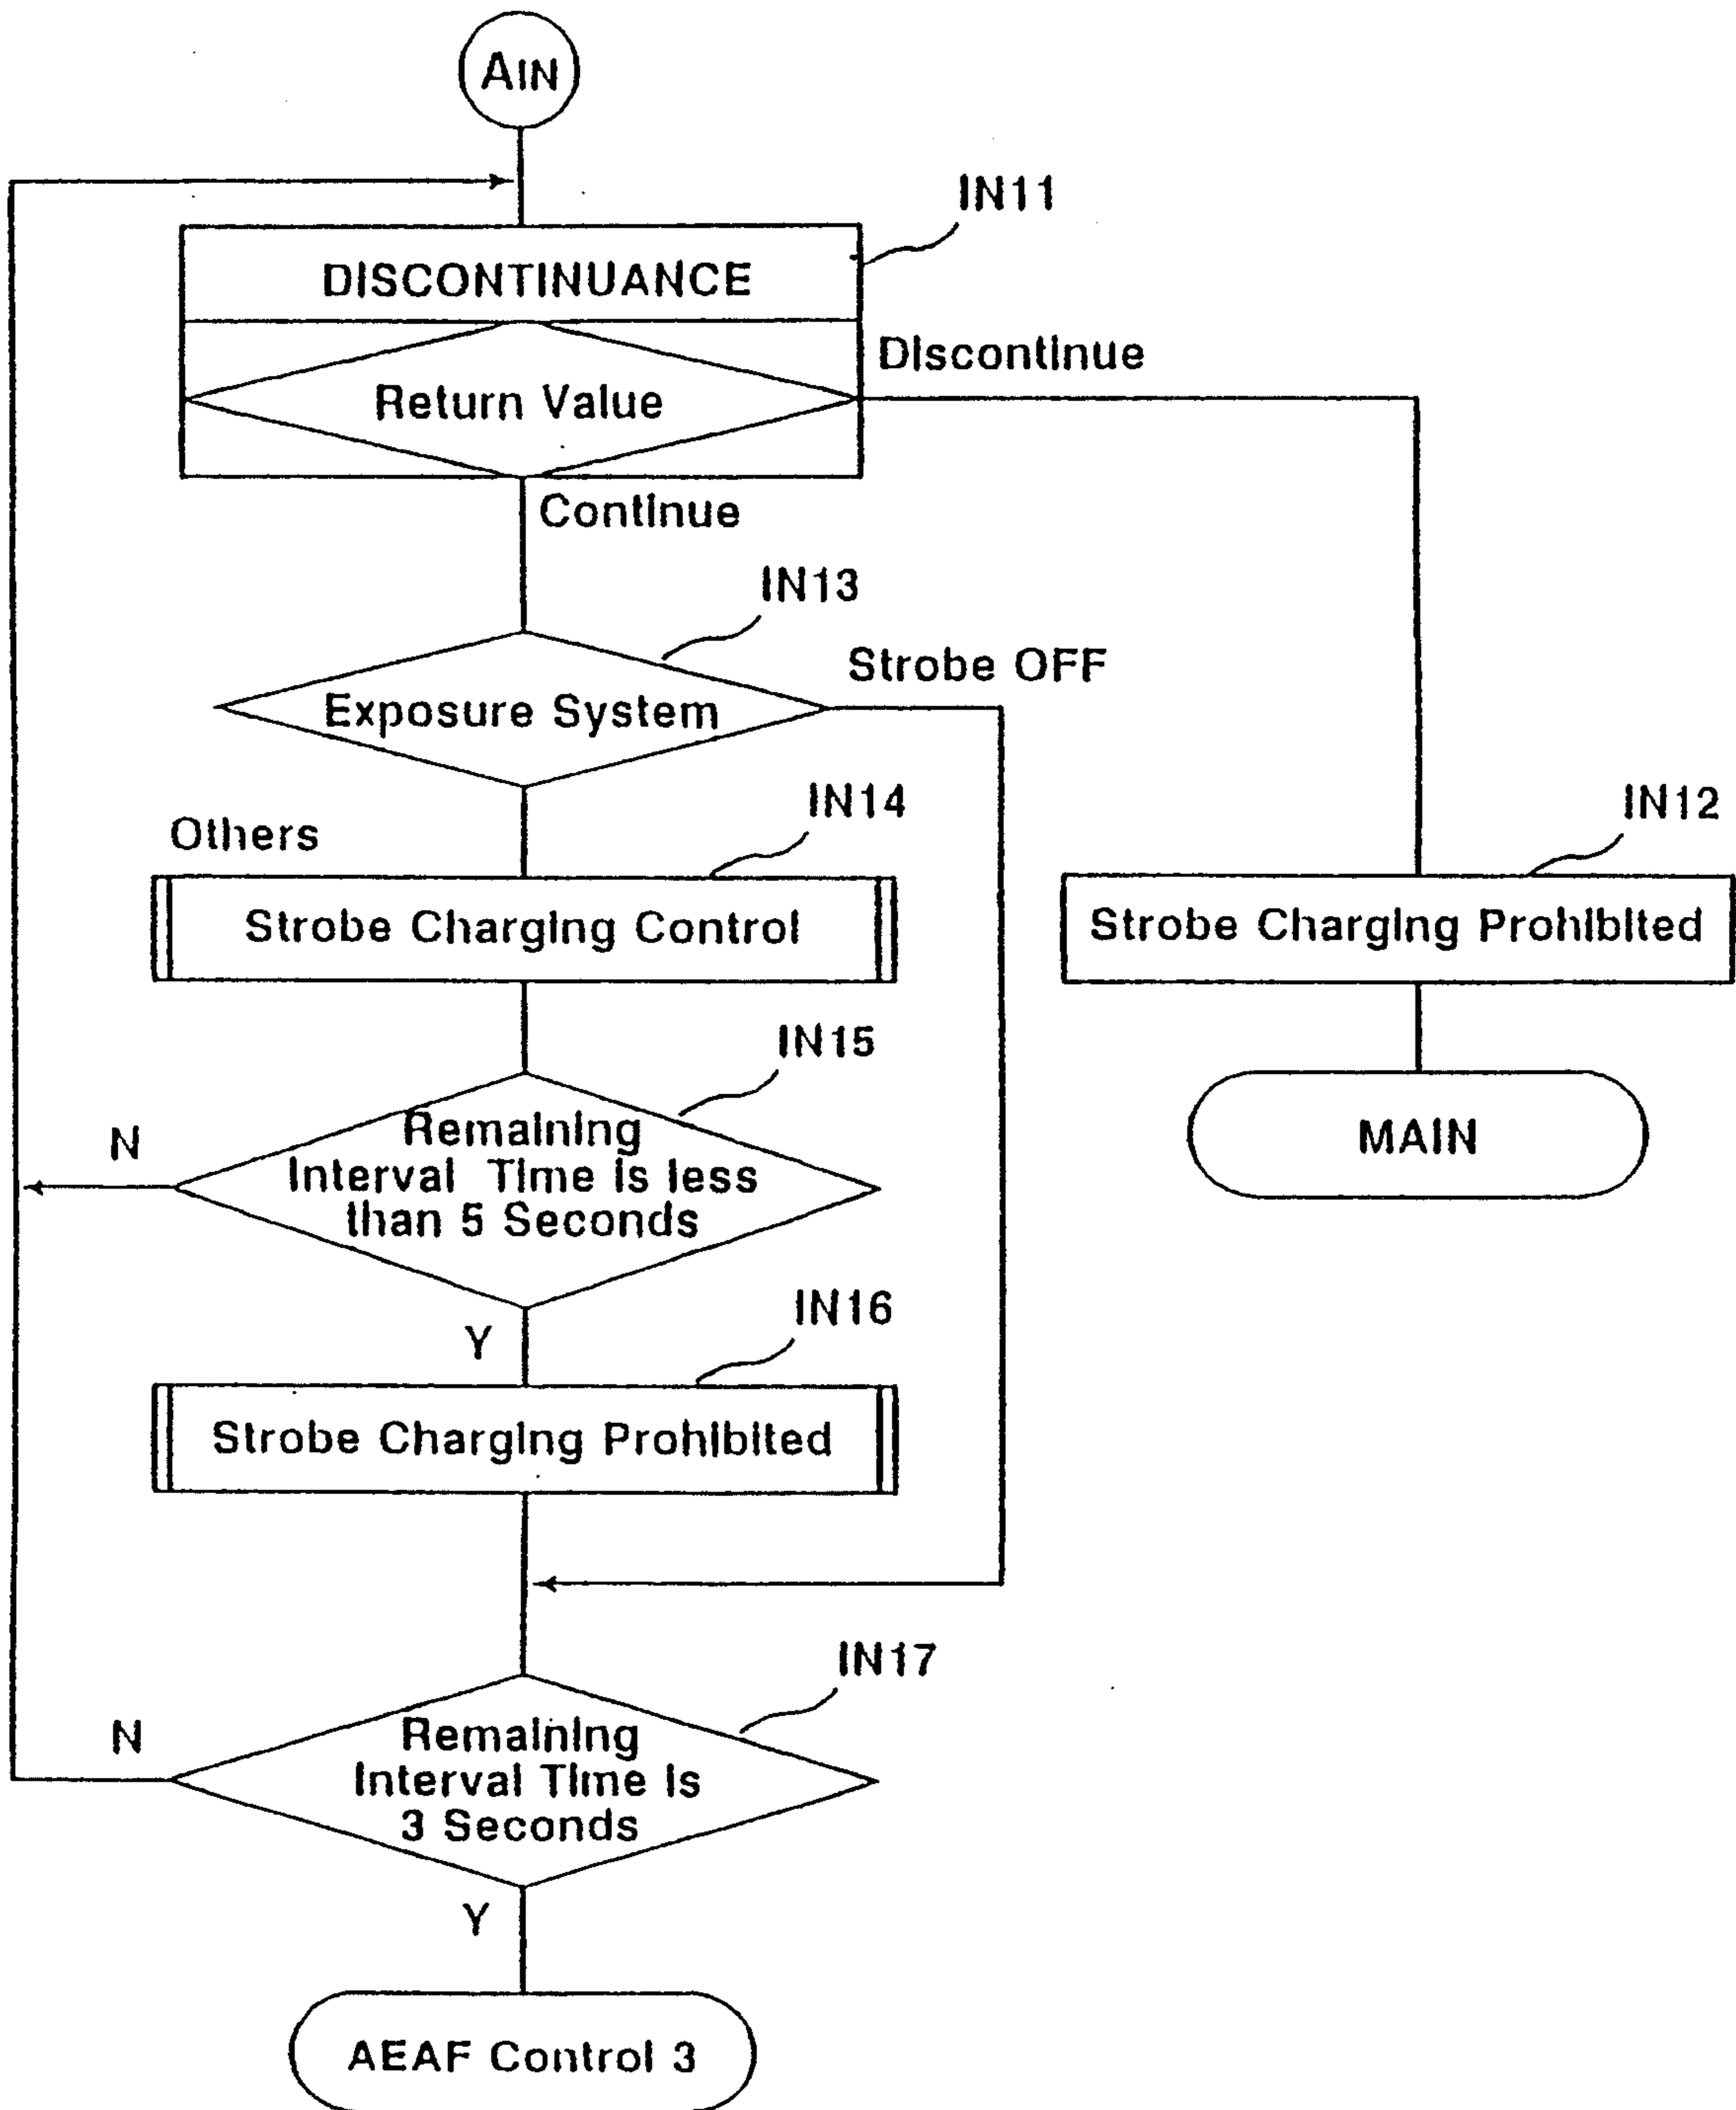 AIN
IN11
DISCONTINUANCE
Discontinue
Return Value
Continue
IN13
Strobe OFF
Exposure System
IN14
IN12
Others
Strobe Charging Control
Strobe Charging Prohibited
IN15
N
Remaining
Interval Time is less
than 5 Seconds
MAIN
IN16
Y
Strobe Charging Prohibited
IN17
N
Remaining
Interval Time is
3 Seconds
Y
AEAF Control 3